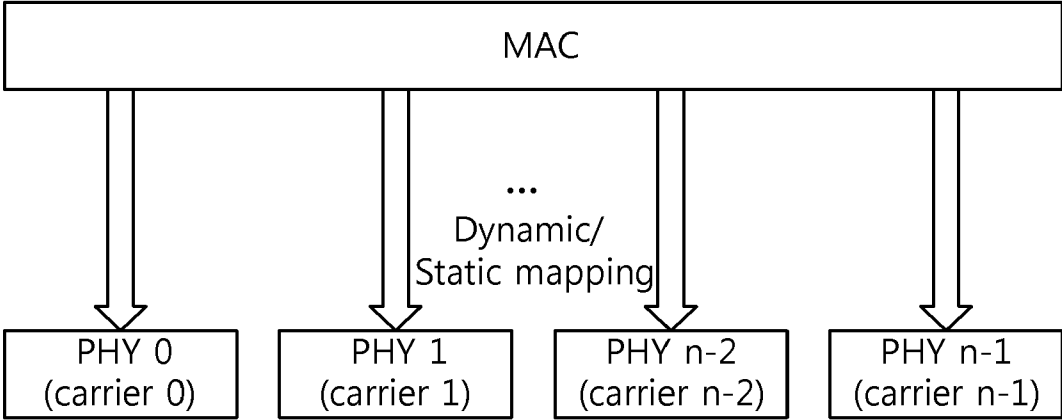 MAC
...
Dynamic/
Static mapping
PHY 0
(carrier 0)
PHY 1
(carrier 1)
PHY n-2
(carrier n-2)
PHY n-1
(carrier n-1)